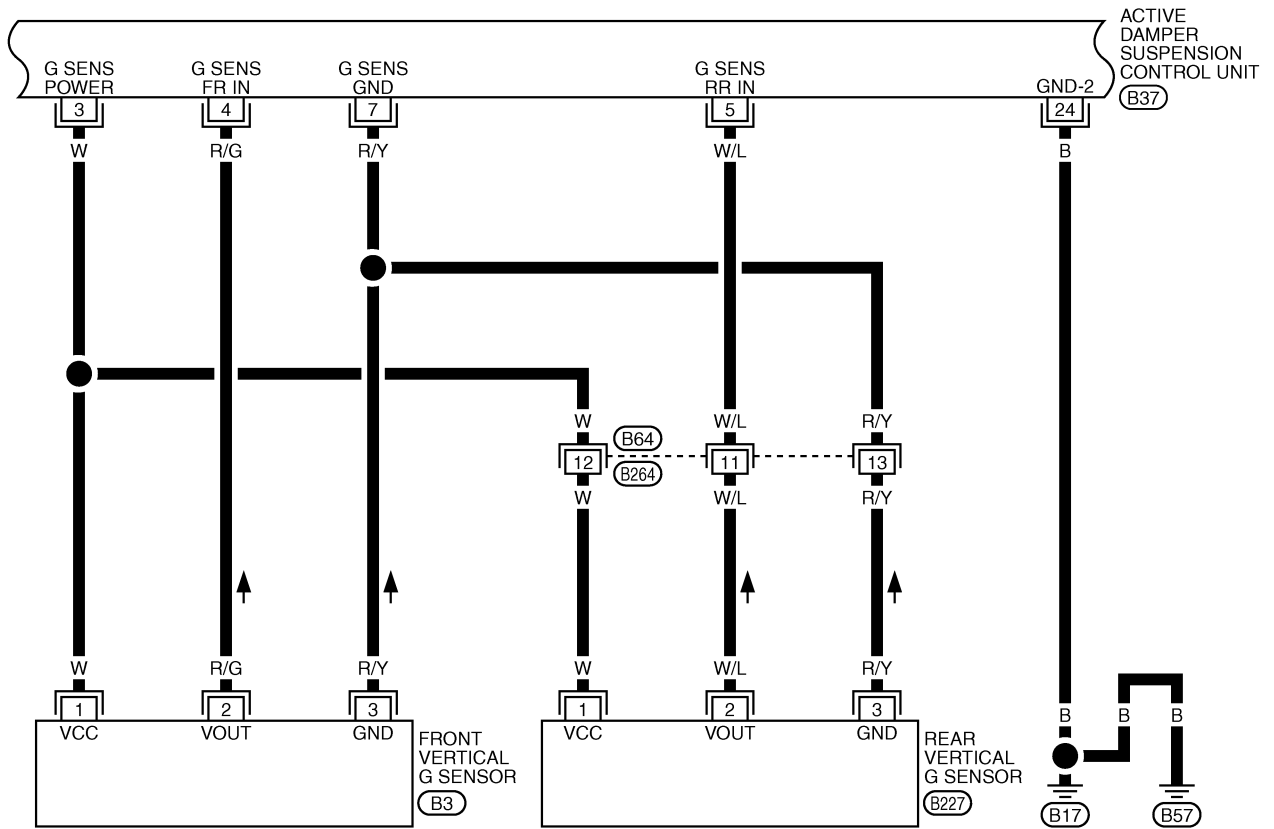 ACTIVE
DAMPER
SUSPENSION
CONTROL UNIT
B37
G SENS
POWER
G SENS
FR IN
G SENS
GND
G SENS
RR IN
GND-2
3
4
7
5
24
W
R/G
R/Y
W/L
B
W
W/L
R/Y
B64
12
11
13
B264
W
W/L
R/Y
W
R/G
R/Y
W
W/L
R/Y
1
2
3
1
2
3
B
B
B
VCC
VOUT
GND
FRONT
VERTICAL
G SENSOR
B3
VCC
VOUT
GND
REAR
VERTICAL
G SENSOR
B227
B17
B57